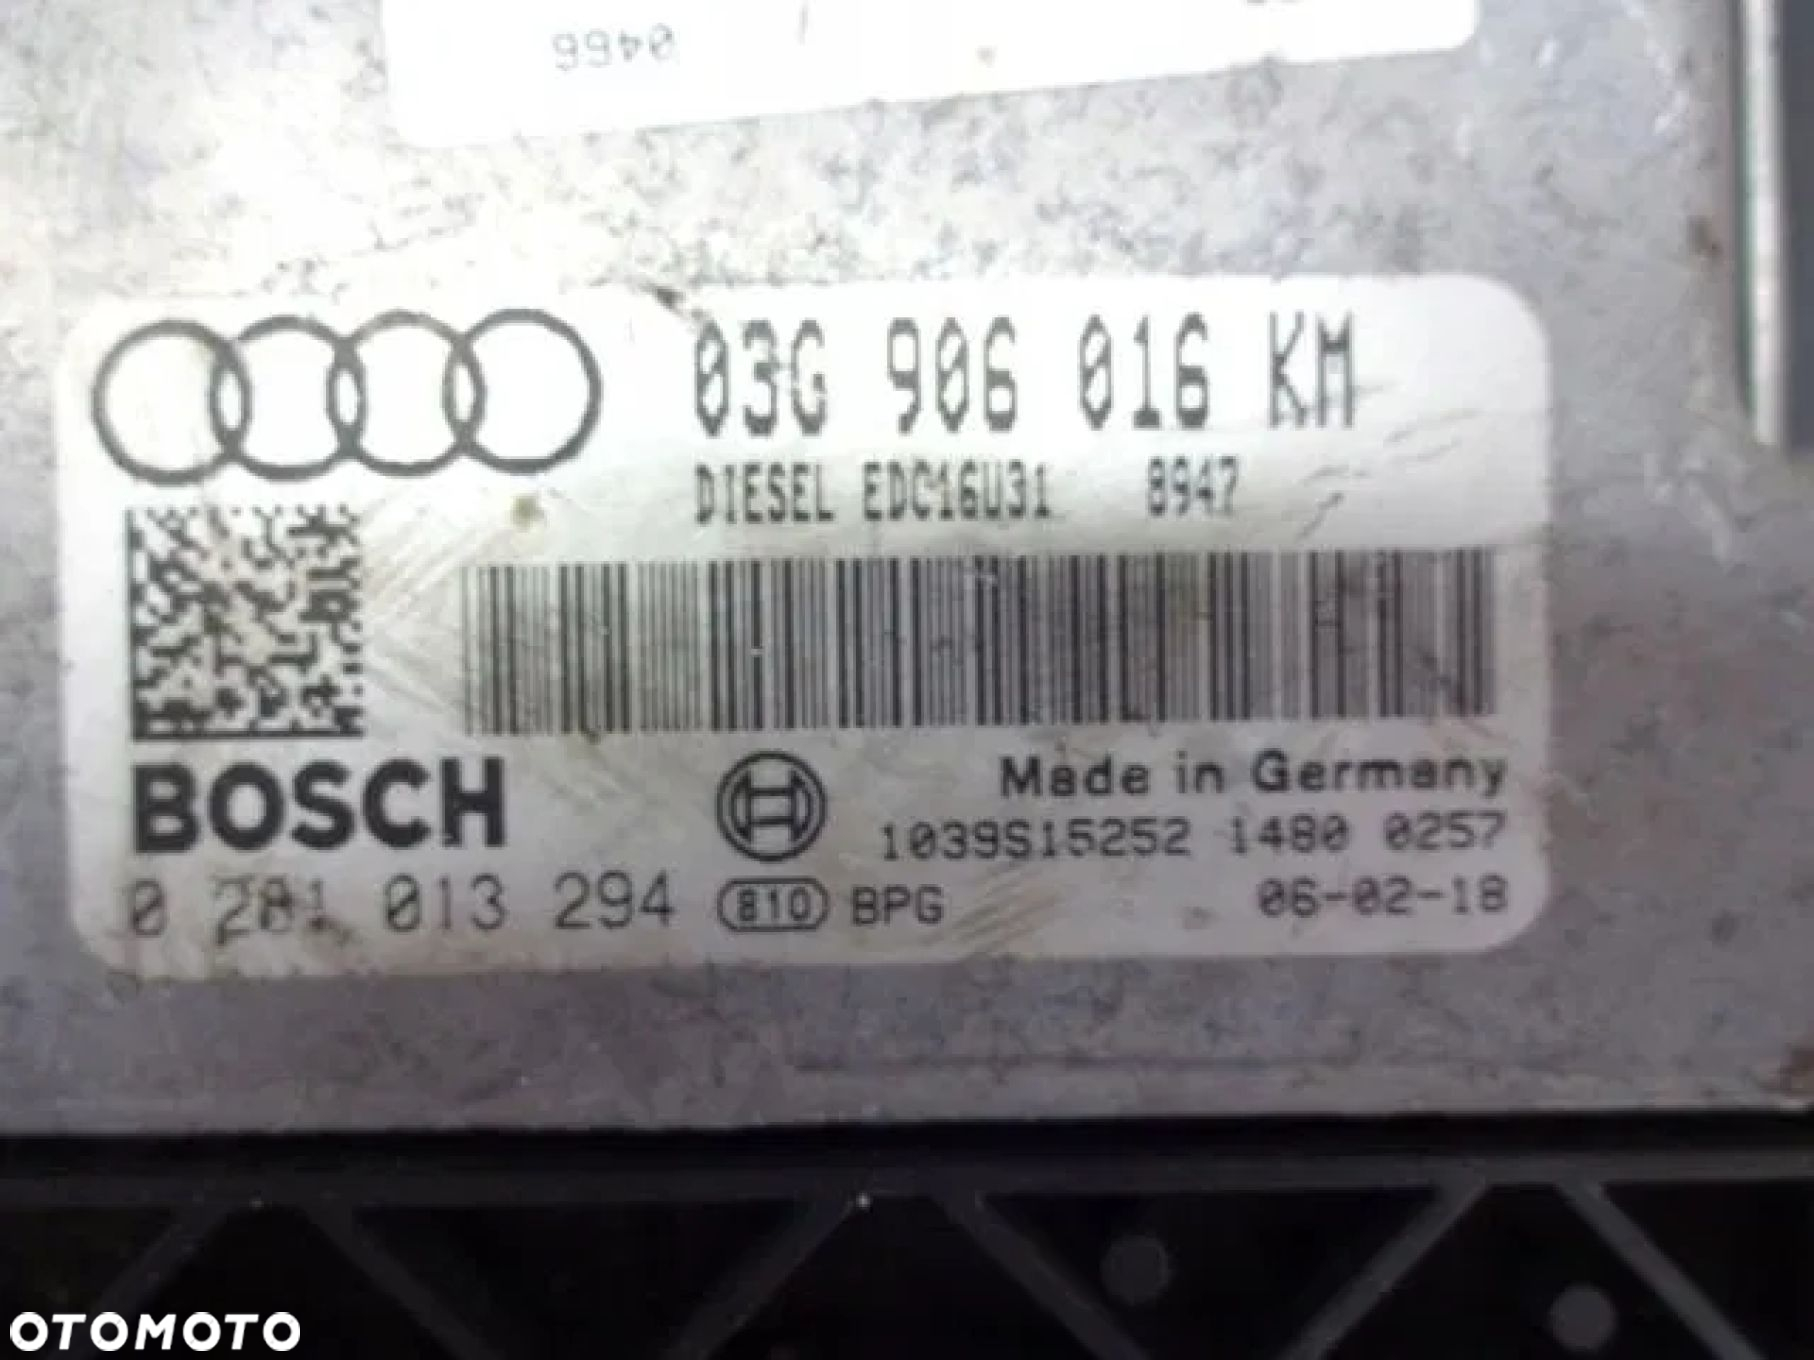 0466
03G 906 016 KM
DIESEL EDC16U31 8947
BOSCH
Made in Germany
1039S15252 1480 0257
0 281 013 294 810 BPG 06-02-18
OTOMOTO